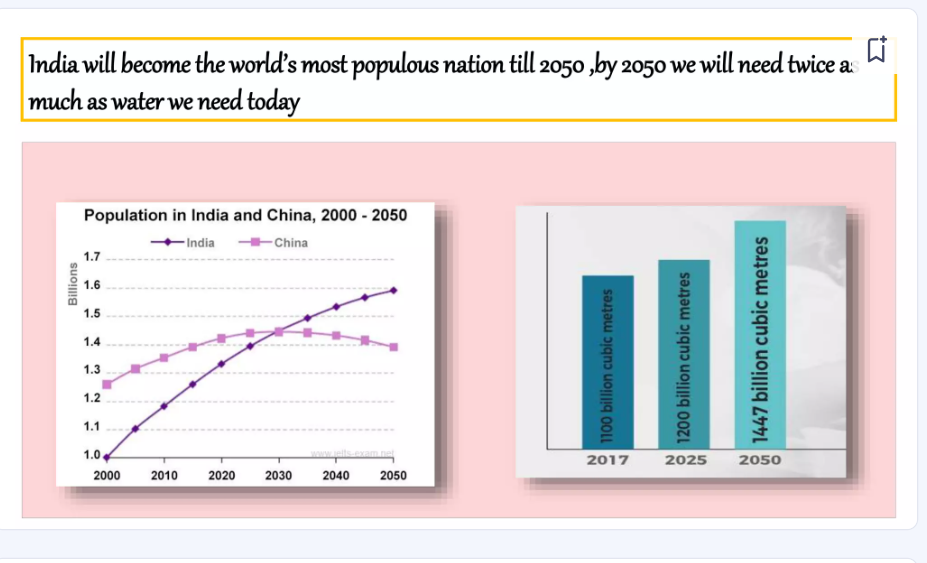 India will become the world's most populous nation till 2050 ,by 2050 we will need twice as
much as water we need today
Population in India and China, 2000 - 2050
India China
Billions
1.7
1.6
1.5
1.4
1.3
1.2
1.1
1.0
www.ielts-exam.net
2000 2010 2020 2030 2040 2050
1100 billion cubic metres
1200 billion cubic metres
1447 billion cubic metres
2017 2025 2050